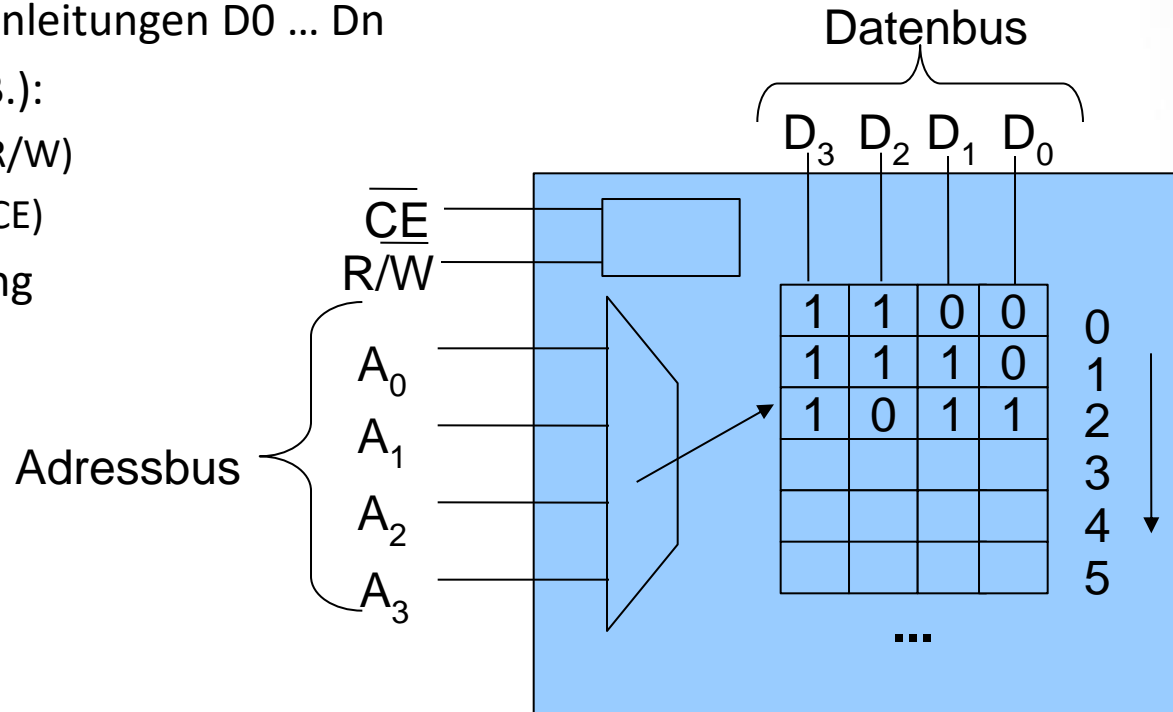 nleitungen D0 ... Dn
.):
R/W)
CE)
ng
Datenbus
D3 D2 D1 D0
C̅E̅
R/W̅
Adressbus
A0
A1
A2
A3
1 1 0 0 0
1 1 1 0 1
1 0 1 1 2
3
4
5
...